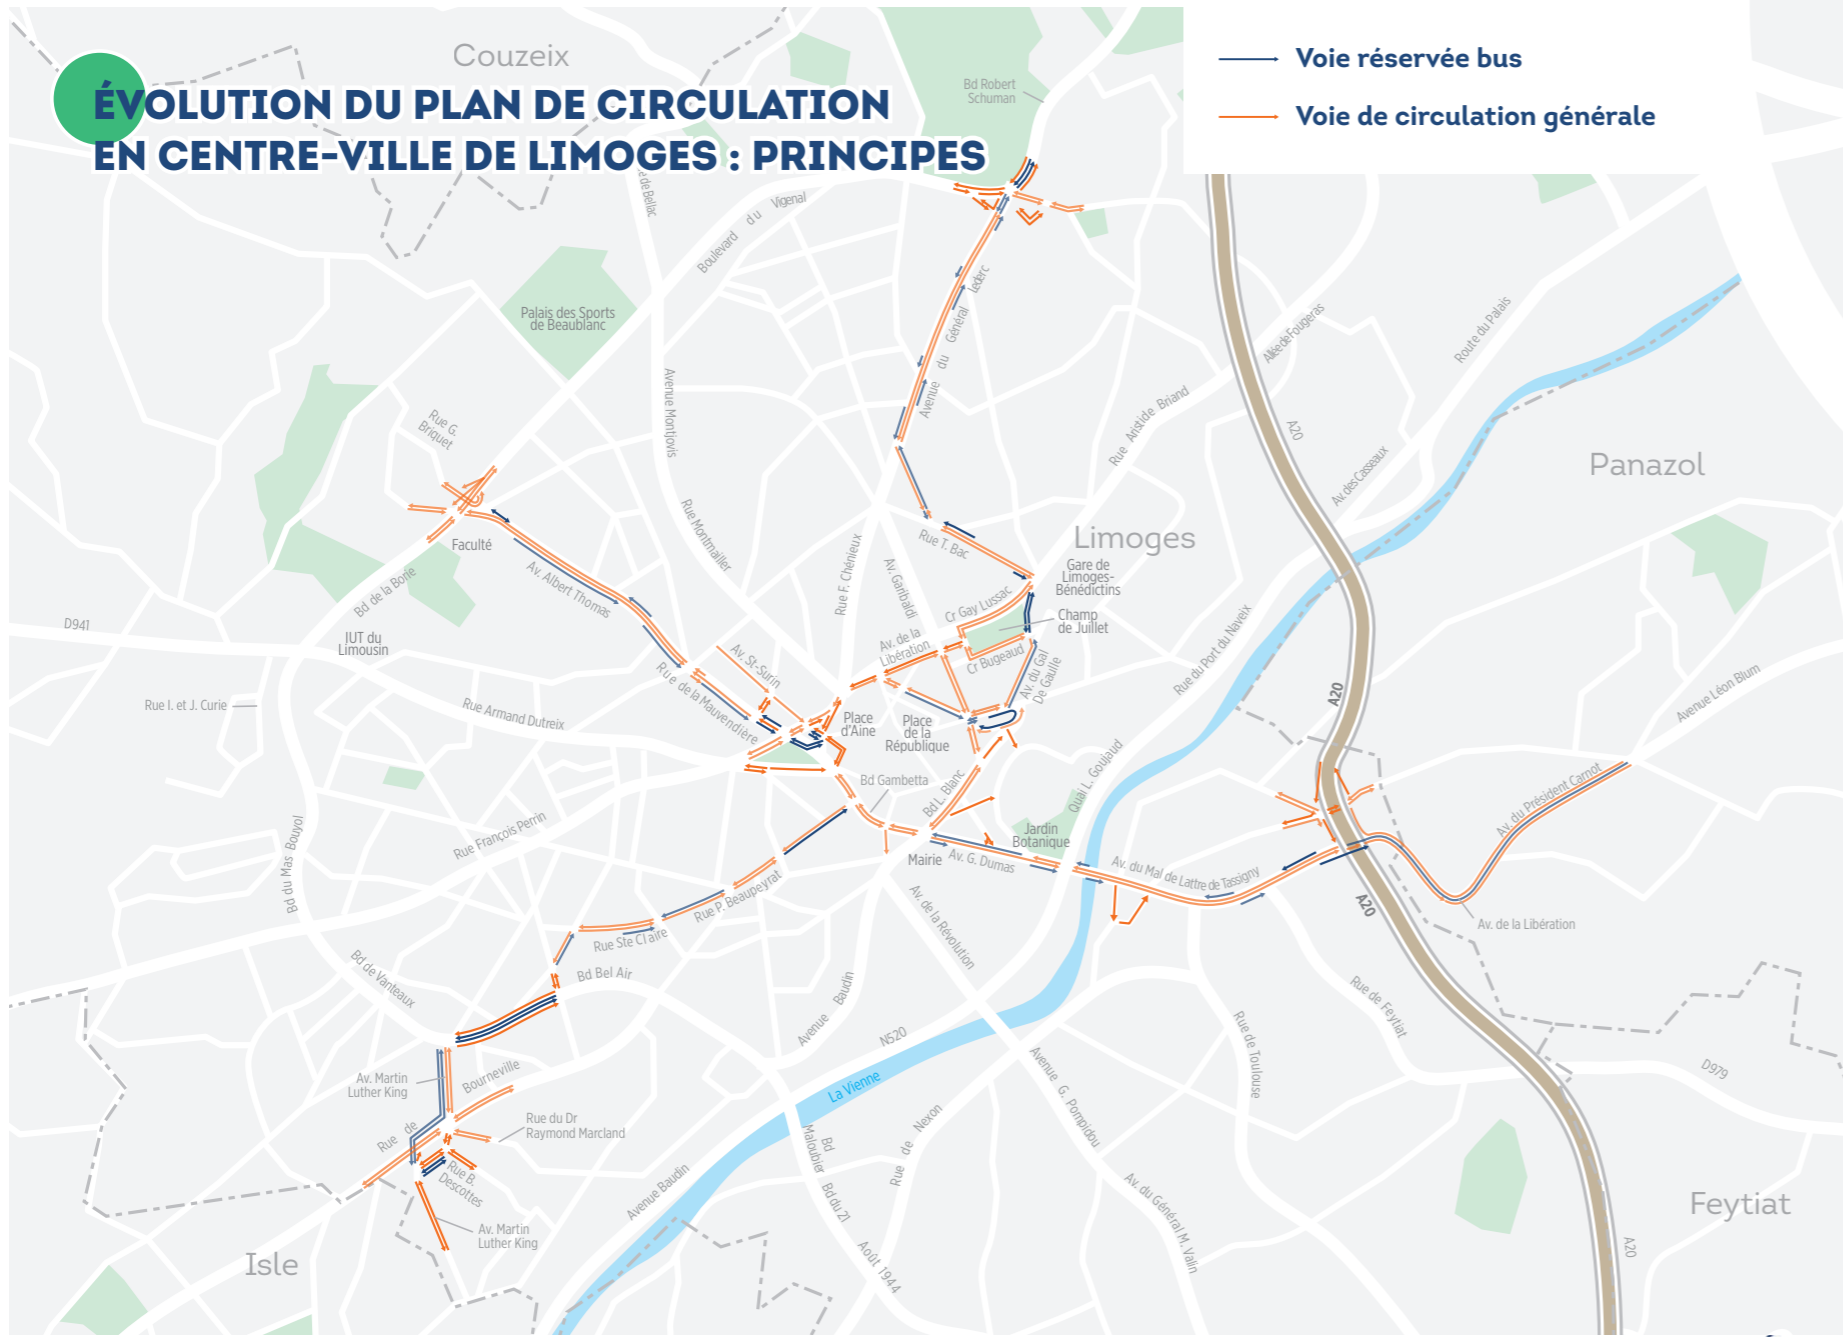 ÉVOLUTION DU PLAN DE CIRCULATION
EN CENTRE-VILLE DE LIMOGES : PRINCIPES
Voie réservée bus
Voie de circulation générale
Couzeix
Bd Robert
Schuman
de Bellac
Boulevard du Vigenal
Palais des Sports
de Beaublanc
Avenue du Général Leclerc
Allée de Fougeras
Route du Palais
Avenue Montjovis
Rue G.
Briquet
Rue Aristide Briand
A20
Av. des Casseaux
Panazol
Rue Montmailler
Faculté
Av. Albert Thomas
Bd de la Borie
Rue F. Chénieux
Av. Garibaldi
Rue T. Bac
Limoges
Gare de
Limoges-
Bénédictins
Cr Gay Lussac
Champ
de Juillet
D941
IUT du
Limousin
Av. de la
Libération
Cr Bugeaud
Av. du Gal
De Gaulle
Rue du Port du Naveix
Av. St-Surin
Rue de la Mauvendière
Rue I. et J. Curie
Rue Armand Dutreix
Place
d'Aine
Place
de la
République
A20
Avenue Léon Blum
Bd Gambetta
Bd L. Blanc
Quai L. Goujaud
Av. du Président Carnot
Bd du Mas Bouyol
Rue François Perrin
Jardin
Botanique
Mairie
Av. G. Dumas
Av. du Mal de Lattre de Tassigny
Rue P. Beaupeyrat
Av. de la Révolution
A20
Av. de la Libération
Rue Ste Claire
Bd Bel Air
Bd de Vanteaux
Avenue Baudin
N520
Rue de Feytiat
Rue de Toulouse
D979
Av. Martin
Luther King
Rue de Bourneville
La Vienne
Avenue G. Pompidou
Rue du Dr
Raymond Marcland
Rue B.
Descottes
Bd
Maloubier
Rue de Nexon
Avenue Baudin
Bd du 21 Août 1944
Av. du Général M. Valin
Av. Martin
Luther King
Isle
Feytiat
A20